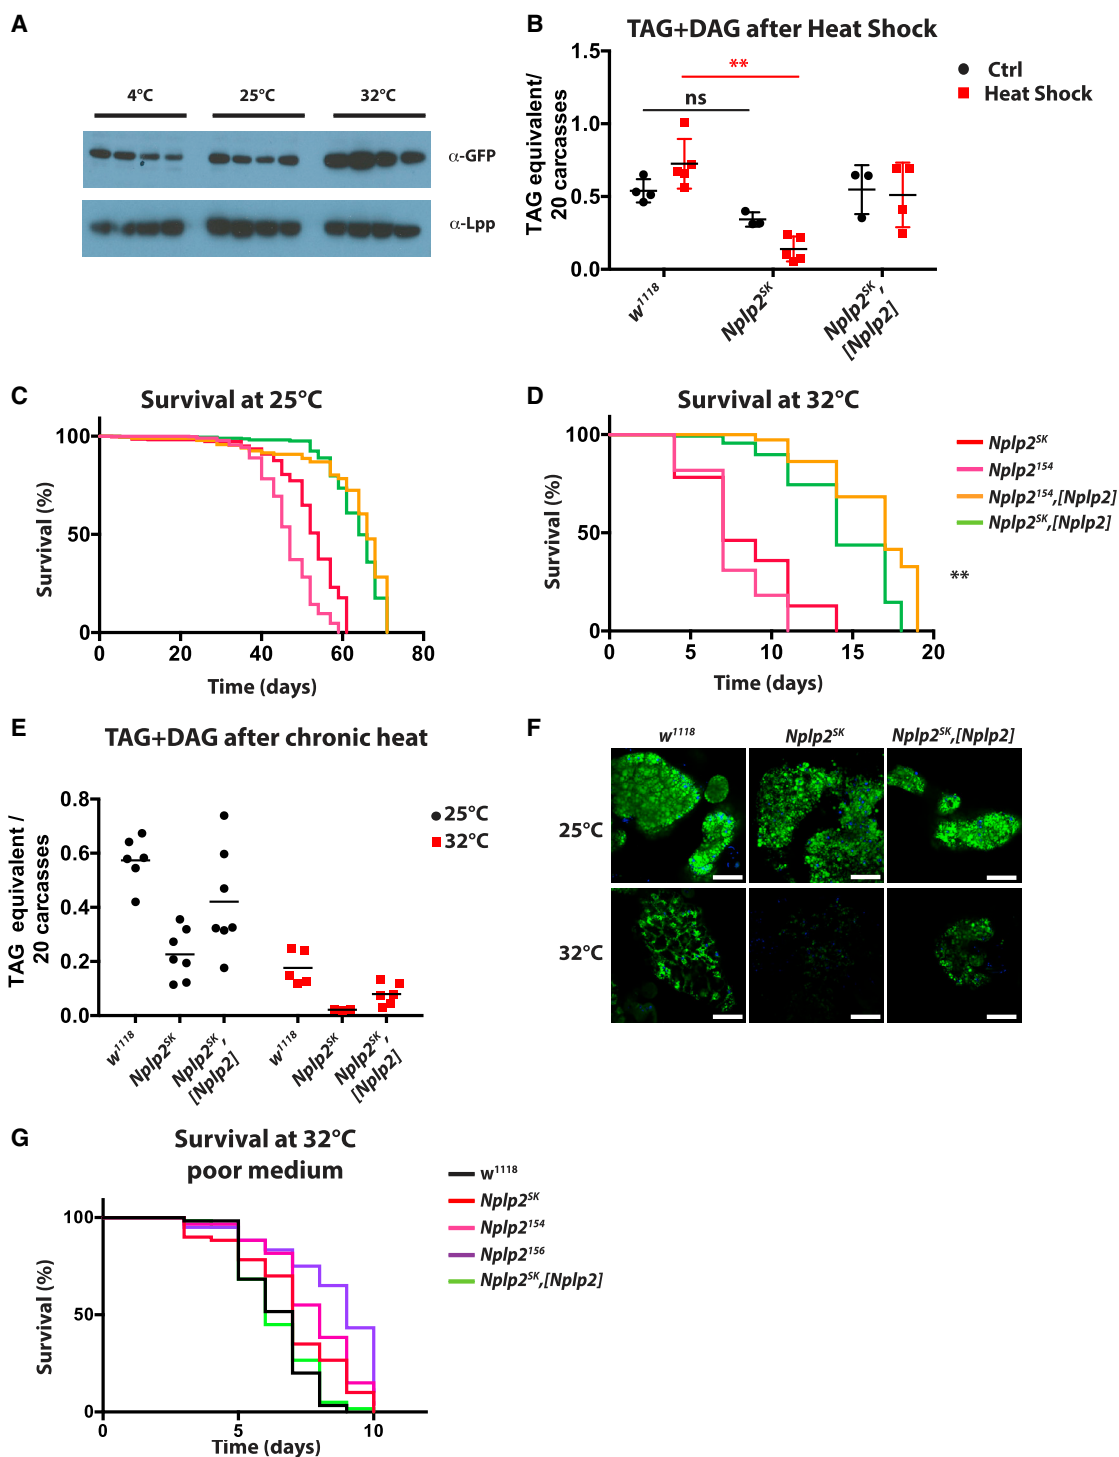 A
4°C 25°C 32°C
α-GFP
α-Lpp
B
TAG+DAG after Heat Shock
TAG equivalent/
20 carcasses
1.5
1.0
0.5
0.0
ns
**
Ctrl
Heat Shock
w1118
Nplp2SK
Nplp2SK,
[Nplp2]
C
Survival at 25°C
Survival (%)
100
50
0
0 20 40 60 80
Time (days)
D
Survival at 32°C
Survival (%)
100
50
0
0 5 10 15 20
Time (days)
Nplp2SK
Nplp2154
Nplp2154,[Nplp2]
Nplp2SK,[Nplp2]
**
E
TAG+DAG after chronic heat
TAG equivalent /
20 carcasses
0.8
0.6
0.4
0.2
0.0
25°C
32°C
w1118
Nplp2SK
Nplp2SK,
[Nplp2]
w1118
Nplp2SK
Nplp2SK,
[Nplp2]
F
w1118 Nplp2SK Nplp2SK,[Nplp2]
25°C
32°C
G
Survival at 32°C
poor medium
Survival (%)
100
50
0
0 5 10
Time (days)
w1118
Nplp2SK
Nplp2154
Nplp2156
Nplp2SK,[Nplp2]